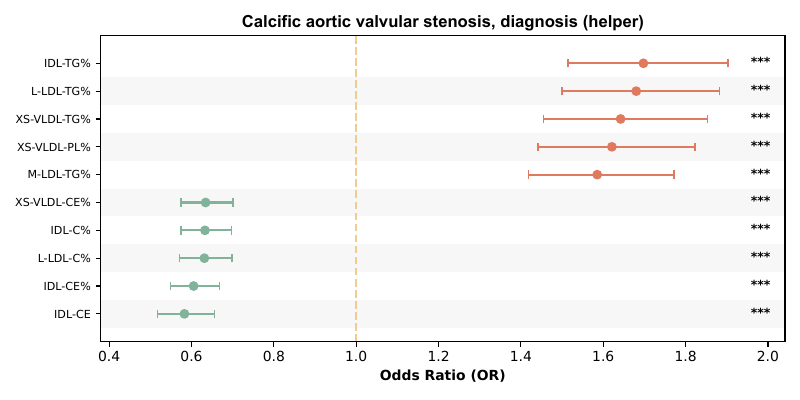 Calcific aortic valvular stenosis, diagnosis (helper)
IDL-TG% ***
L-LDL-TG% ***
XS-VLDL-TG% ***
XS-VLDL-PL% ***
M-LDL-TG% ***
XS-VLDL-CE% ***
IDL-C% ***
L-LDL-C% ***
IDL-CE% ***
IDL-CE ***
0.4 0.6 0.8 1.0 1.2 1.4 1.6 1.8 2.0
Odds Ratio (OR)